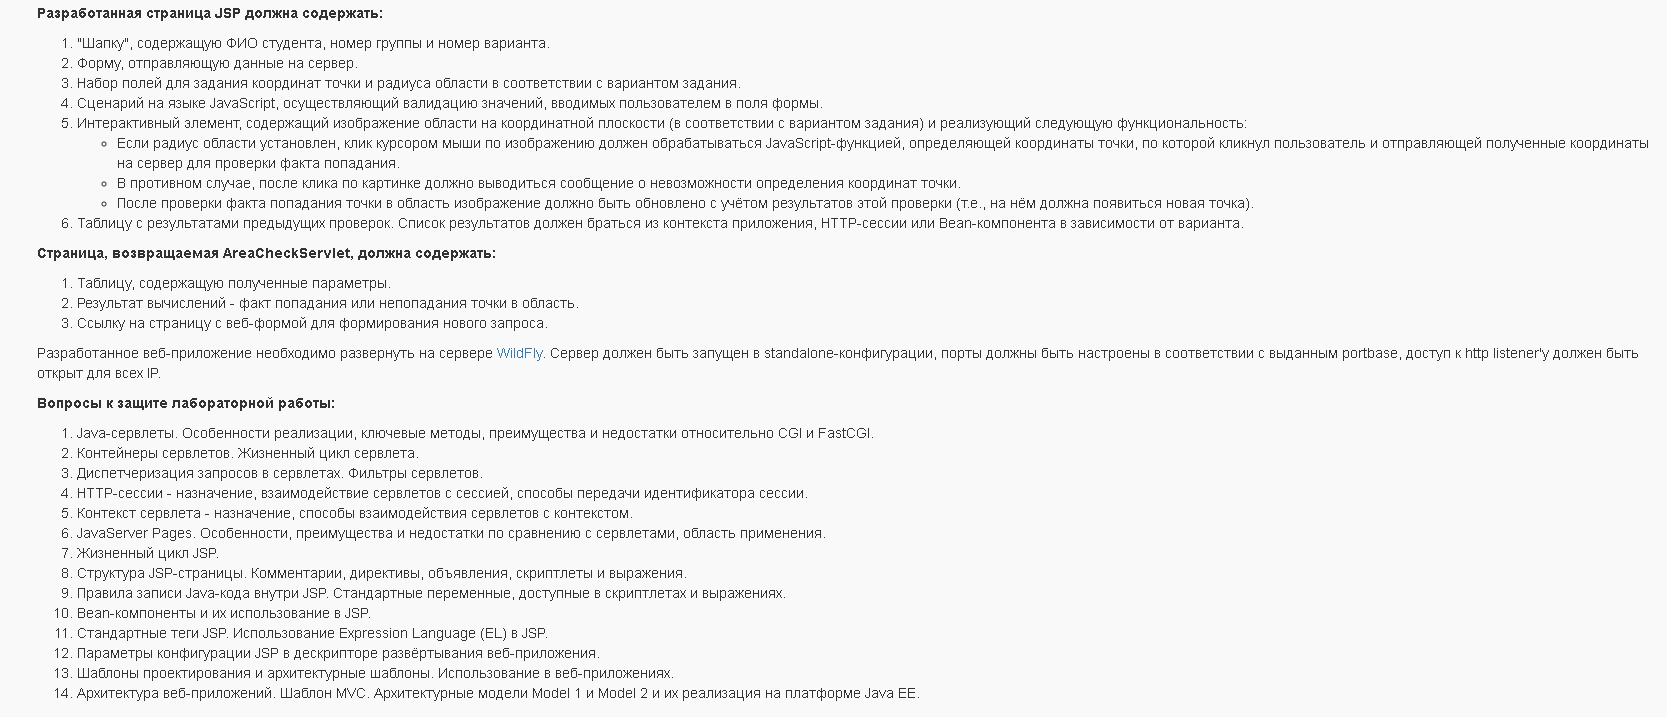 Разработанная страница JSP должна содержать:
1. "Шапку", содержащую ФИО студента, номер группы и номер варианта.
2. Форму, отправляющую данные на сервер.
3. Набор полей для задания координат точки и радиуса области в соответствии с вариантом задания.
4. Сценарий на языке JavaScript, осуществляющий валидацию значений, вводимых пользователем в поля формы.
5. Интерактивный элемент, содержащий изображение области на координатной плоскости (в соответствии с вариантом задания) и реализующий следующую функциональность:
Если радиус области установлен, клик курсором мыши по изображению должен обрабатываться JavaScript-функцией, определяющей координаты точки, по которой кликнул пользователь и отправляющей полученные координаты
на сервер для проверки факта попадания.
В противном случае, после клика по картинке должно выводиться сообщение о невозможности определения координат точки.
После проверки факта попадания точки в область изображение должно быть обновлено с учётом результатов этой проверки (т.е., на нём должна появиться новая точка).
6. Таблицу с результатами предыдущих проверок. Список результатов должен браться из контекста приложения, HTTP-сессии или Bean-компонента в зависимости от варианта.
Страница, возвращаемая AreaCheckServlet, должна содержать:
1. Таблицу, содержащую полученные параметры.
2. Результат вычислений - факт попадания или непопадания точки в область.
3. Ссылку на страницу с веб-формой для формирования нового запроса.
Разработанное веб-приложение необходимо развернуть на сервере WildFly. Сервер должен быть запущен в standalone-конфигурации, порты должны быть настроены в соответствии с выданным portbase, доступ к http listener'у должен быть
открыт для всех IP.
Вопросы к защите лабораторной работы:
1. Java-сервлеты. Особенности реализации, ключевые методы, преимущества и недостатки относительно CGI и FastCGI.
2. Контейнеры сервлетов. Жизненный цикл сервлета.
3. Диспетчеризация запросов в сервлетах. Фильтры сервлетов.
4. HTTP-сессии - назначение, взаимодействие сервлетов с сессией, способы передачи идентификатора сессии.
5. Контекст сервлета - назначение, способы взаимодействия сервлетов с контекстом.
6. JavaServer Pages. Особенности, преимущества и недостатки по сравнению с сервлетами, область применения.
7. Жизненный цикл JSP.
8. Структура JSP-страницы. Комментарии, директивы, объявления, скриптлеты и выражения.
9. Правила записи Java-кода внутри JSP. Стандартные переменные, доступные в скриптлетах и выражениях.
10. Bean-компоненты и их использование в JSP.
11. Стандартные теги JSP. Использование Expression Language (EL) в JSP.
12. Параметры конфигурации JSP в дескрипторе развёртывания веб-приложения.
13. Шаблоны проектирования и архитектурные шаблоны. Использование в веб-приложениях.
14. Архитектура веб-приложений. Шаблон MVC. Архитектурные модели Model 1 и Model 2 и их реализация на платформе Java EE.